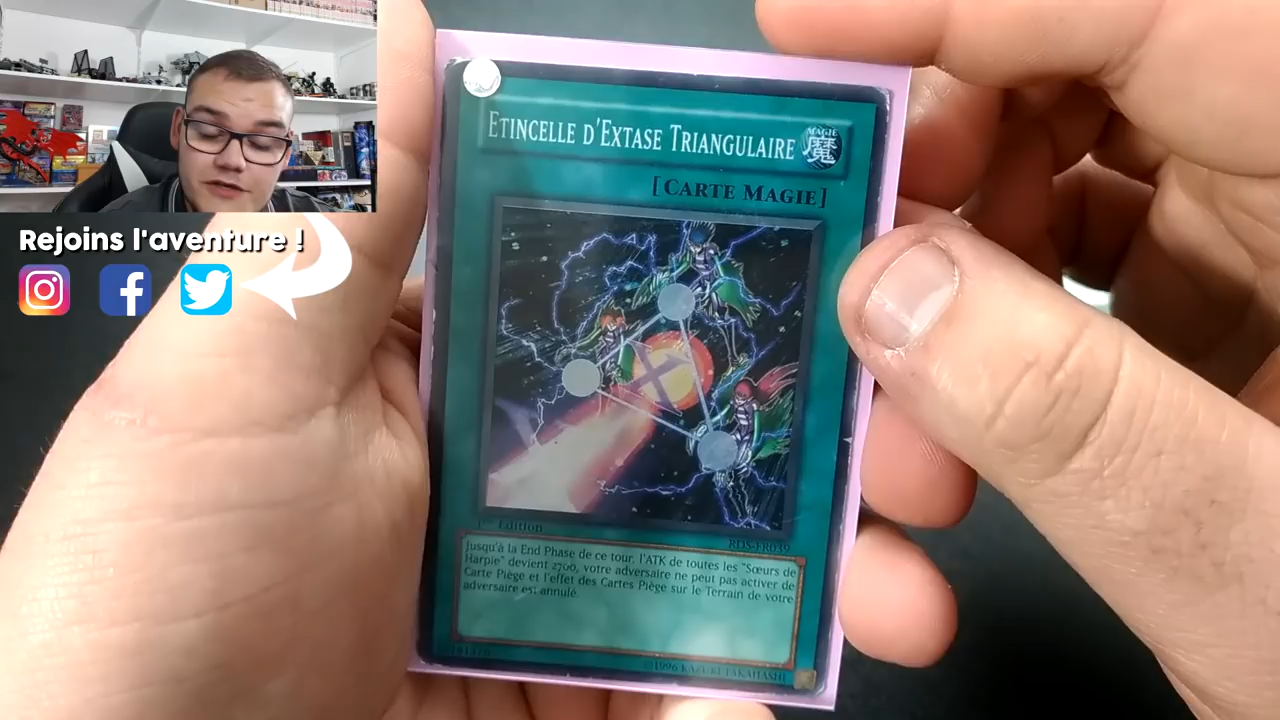 Rejoins l'aventure !
ETINCELLE D'EXTASE TRIANGULAIRE
MAGIE
魔
[CARTE MAGIE]
1ère Edition
RDS-FR039
Jusqu'à la End Phase de ce tour, l'ATK de toutes les "Sœurs de
Harpie" devient 2700, votre adversaire ne peut pas activer de
Carte Piège et l'effet des Cartes Piège sur le Terrain de votre
adversaire est annulé.
©1996 KAZUKI TAKAHASHI